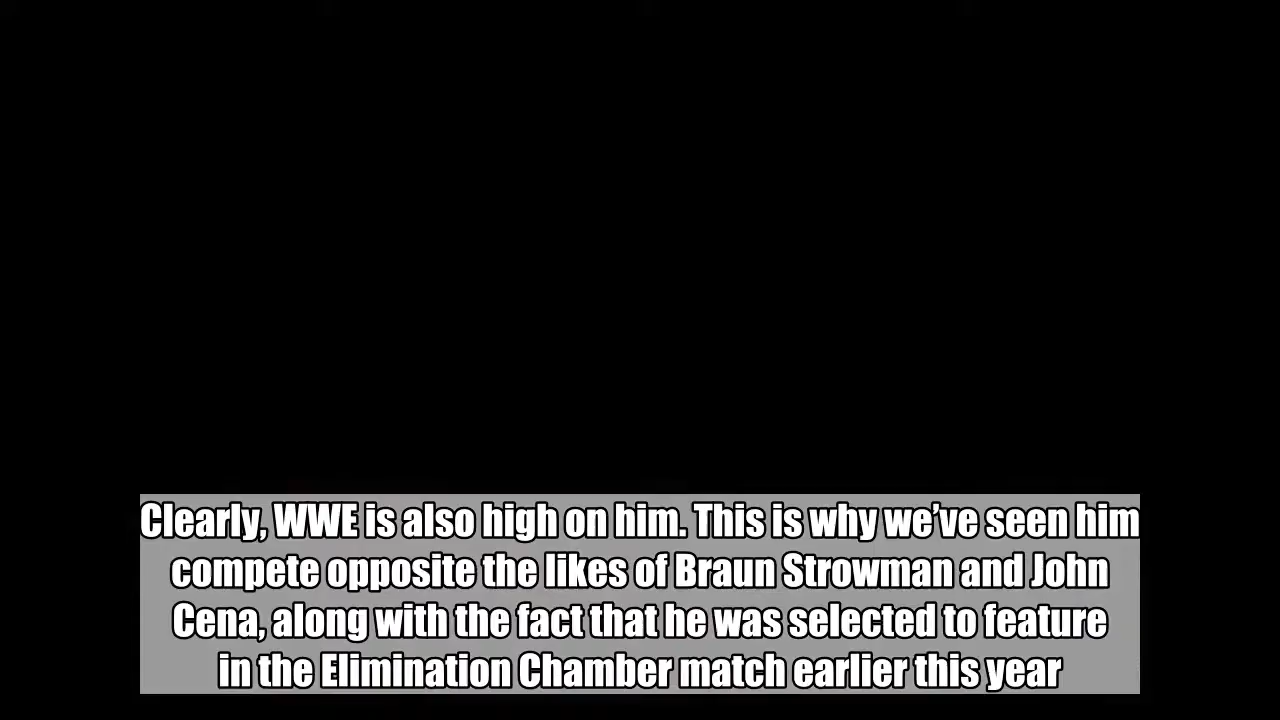 Clearly, WWE is also high on him. This is why we’ve seen him
compete opposite the likes of Braun Strowman and John
Cena, along with the fact that he was selected to feature
in the Elimination Chamber match earlier this year